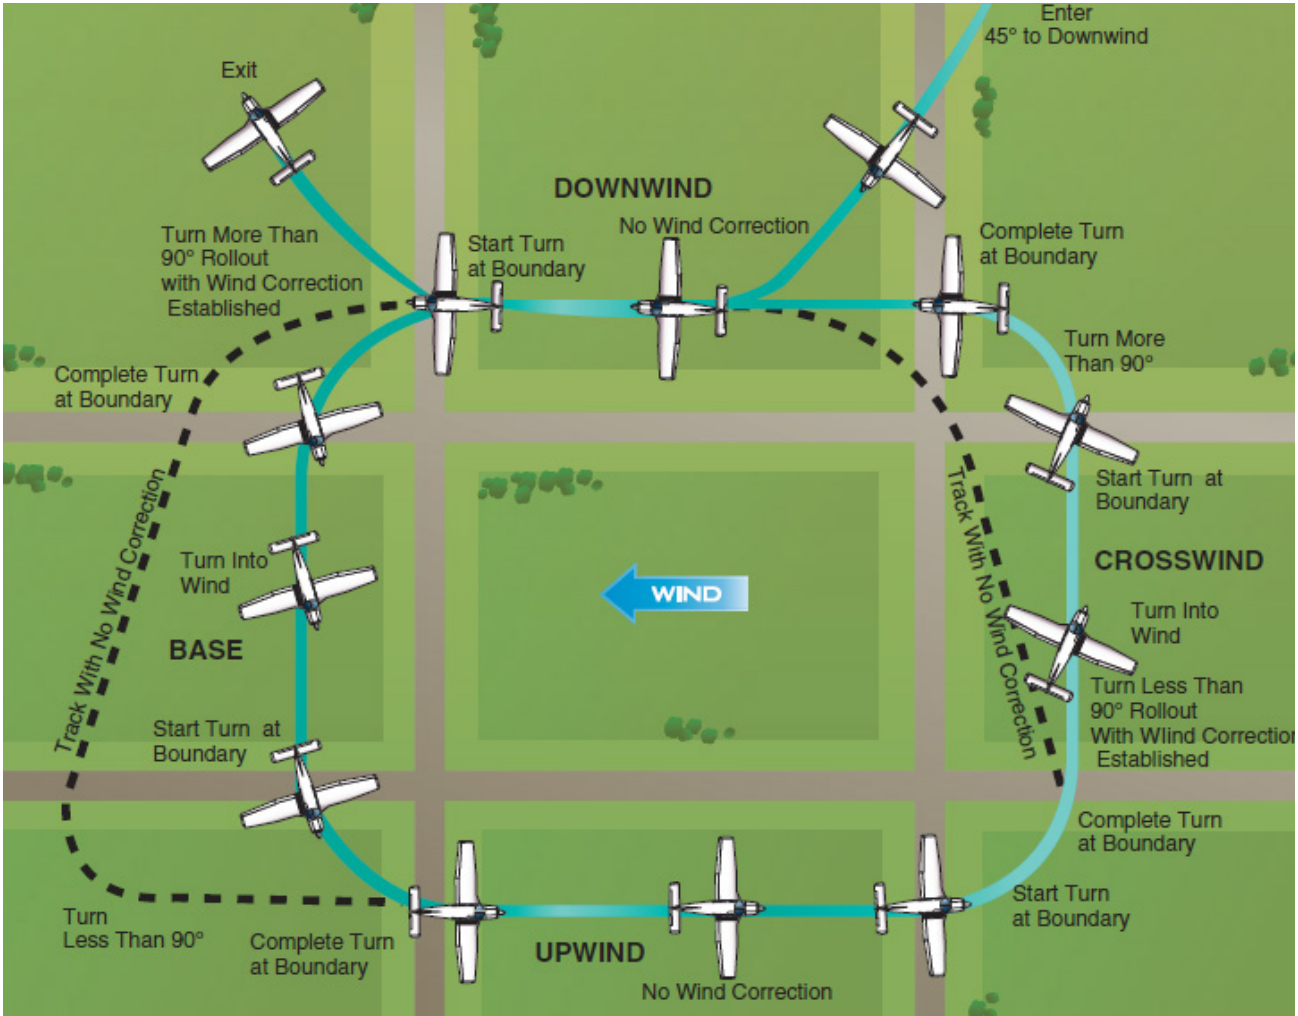 Enter
45° to Downwind
Exit
DOWNWIND
No Wind Correction
Turn More Than
90° Rollout
with Wind Correction
Established
Start Turn
at Boundary
Complete Turn
at Boundary
Turn More
Than 90°
Complete Turn
at Boundary
Track With No Wind Correction
Track With No Wind Correction
Start Turn at
Boundary
CROSSWIND
Turn Into
Wind
WIND
Turn Into
Wind
BASE
Turn Less Than
90° Rollout
With WIind Correction
Established
Start Turn at
Boundary
Complete Turn
at Boundary
Start Turn
at Boundary
Turn
Less Than 90°
Complete Turn
at Boundary
UPWIND
No Wind Correction